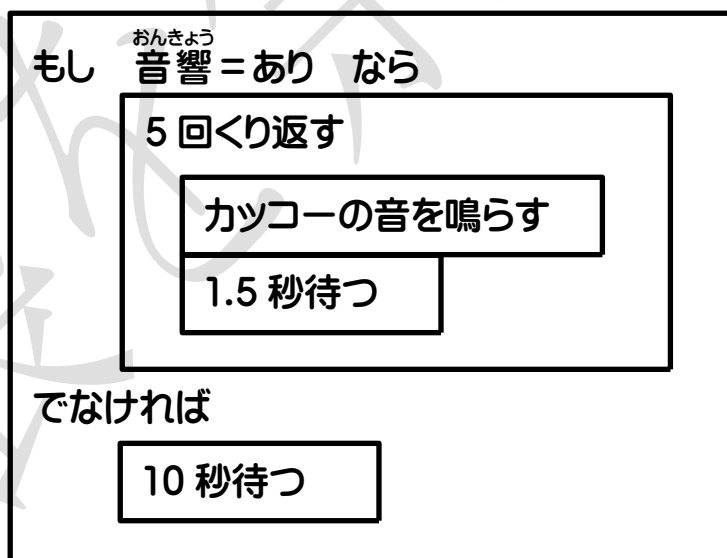 おんきょう
もし 音響=あり なら
5回くり返す
カッコーの音を鳴らす
1.5秒待つ
でなければ
10秒待つ